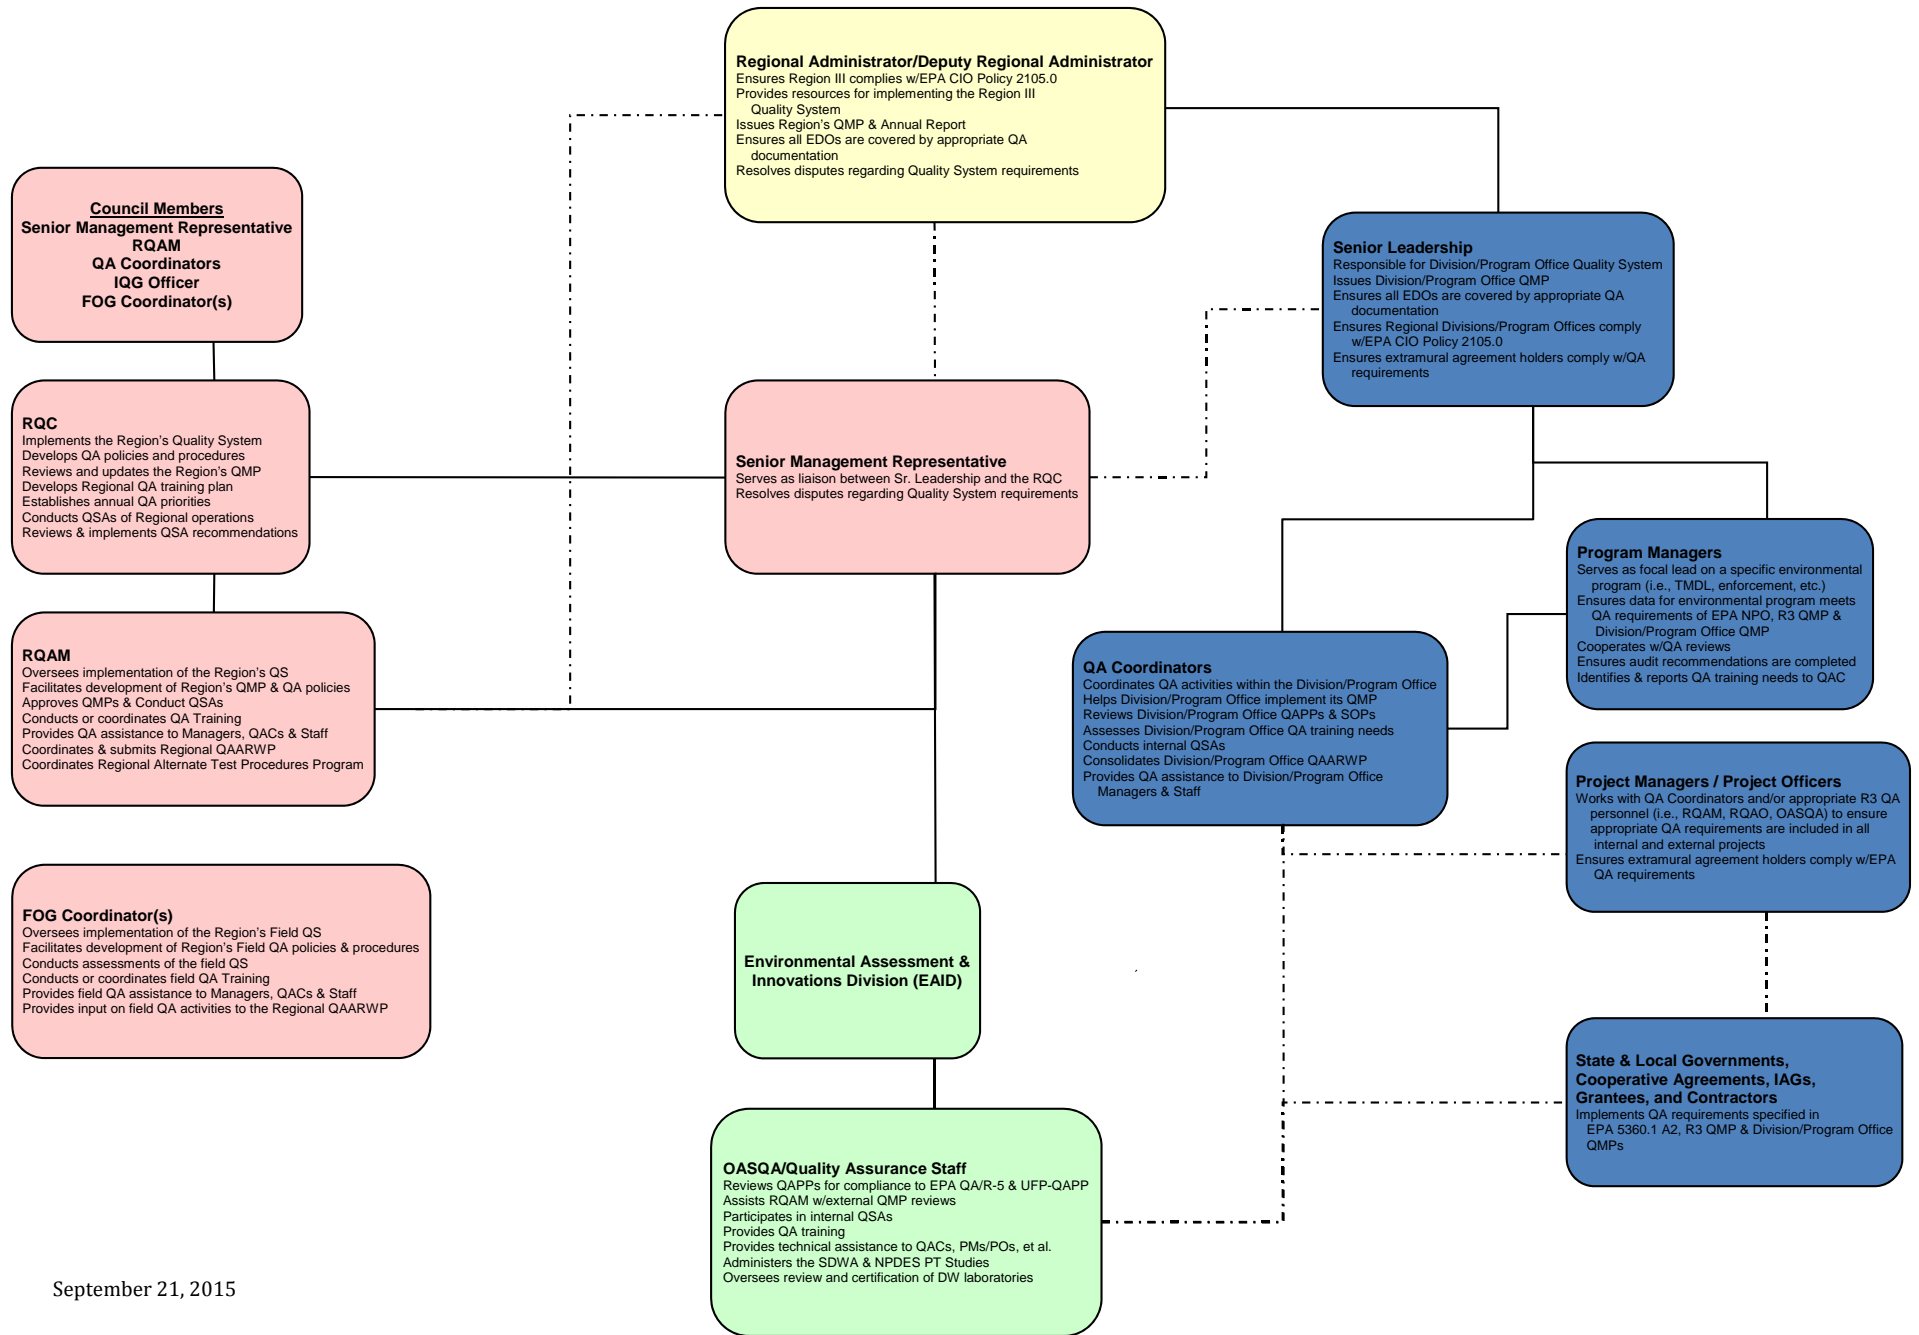 Regional Administrator/Deputy Regional Administrator
Ensures Region III complies w/EPA CIO Policy 2105.0
Provides resources for implementing the Region III
Quality System
Issues Region's QMP & Annual Report
Ensures all EDOs are covered by appropriate QA
documentation
Resolves disputes regarding Quality System requirements
Council Members
Senior Management Representative
RQAM
QA Coordinators
IQG Officer
FOG Coordinator(s)
Senior Leadership
Responsible for Division/Program Office Quality System
Issues Division/Program Office QMP
Ensures all EDOs are covered by appropriate QA
documentation
Ensures Regional Divisions/Program Offices comply
w/EPA CIO Policy 2105.0
Ensures extramural agreement holders comply w/QA
requirements
RQC
Implements the Region's Quality System
Develops QA policies and procedures
Reviews and updates the Region's QMP
Develops Regional QA training plan
Establishes annual QA priorities
Conducts QSAs of Regional operations
Reviews & implements QSA recommendations
Senior Management Representative
Serves as liaison between Sr. Leadership and the RQC
Resolves disputes regarding Quality System requirements
Program Managers
Serves as focal lead on a specific environmental
program (i.e., TMDL, enforcement, etc.)
Ensures data for environmental program meets
QA requirements of EPA NPO, R3 QMP &
Division/Program Office QMP
Cooperates w/QA reviews
Ensures audit recommendations are completed
Identifies & reports QA training needs to QAC
RQAM
Oversees implementation of the Region's QS
Facilitates development of Region's QMP & QA policies
Approves QMPs & Conduct QSAs
Conducts or coordinates QA Training
Provides QA assistance to Managers, QACs & Staff
Coordinates & submits Regional QAARWP
Coordinates Regional Alternate Test Procedures Program
QA Coordinators
Coordinates QA activities within the Division/Program Office
Helps Division/Program Office implement its QMP
Reviews Division/Program Office QAPPs & SOPs
Assesses Division/Program Office QA training needs
Conducts internal QSAs
Consolidates Division/Program Office QAARWP
Provides QA assistance to Division/Program Office
Managers & Staff
Project Managers / Project Officers
Works with QA Coordinators and/or appropriate R3 QA
personnel (i.e., RQAM, RQAO, OASQA) to ensure
appropriate QA requirements are included in all
internal and external projects
Ensures extramural agreement holders comply w/EPA
QA requirements
FOG Coordinator(s)
Oversees implementation of the Region's Field QS
Facilitates development of Region's Field QA policies & procedures
Conducts assessments of the field QS
Conducts or coordinates field QA Training
Provides field QA assistance to Managers, QACs & Staff
Provides input on field QA activities to the Regional QAARWP
Environmental Assessment &
Innovations Division (EAID)
State & Local Governments,
Cooperative Agreements, IAGs,
Grantees, and Contractors
Implements QA requirements specified in
EPA 5360.1 A2, R3 QMP & Division/Program Office
QMPs
OASQA/Quality Assurance Staff
Reviews QAPPs for compliance to EPA QA/R-5 & UFP-QAPP
Assists RQAM w/external QMP reviews
Participates in internal QSAs
Provides QA training
Provides technical assistance to QACs, PMs/POs, et al.
Administers the SDWA & NPDES PT Studies
Oversees review and certification of DW laboratories
September 21, 2015